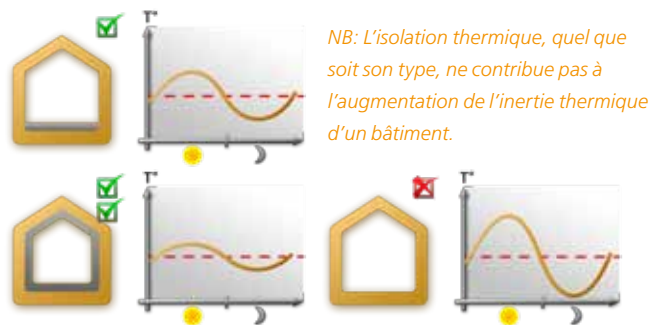 T°
NB: L'isolation thermique, quel que
soit son type, ne contribue pas à
l'augmentation de l'inertie thermique
d'un bâtiment.
T°
T°